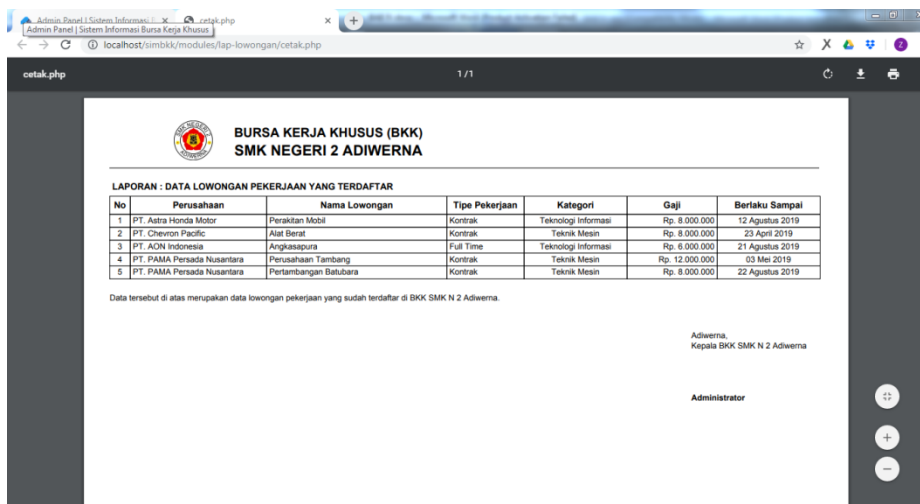 Admin Panel | Sistem Informasi B
cetak.php
Admin Panel | Sistem Informasi Bursa Kerja Khusus
localhost/simbkk/modules/lap-lowongan/cetak.php
cetak.php 1/1
SMK NEGERI 2
ADIWERNA
BURSA KERJA KHUSUS (BKK)
SMK NEGERI 2 ADIWERNA
LAPORAN : DATA LOWONGAN PEKERJAAN YANG TERDAFTAR
No Perusahaan Nama Lowongan Tipe Pekerjaan Kategori Gaji Berlaku Sampai
1 PT. Astra Honda Motor Perakitan Mobil Kontrak Teknologi Informasi Rp. 8.000.000 12 Agustus 2019
2 PT. Chevron Pacific Alat Berat Kontrak Teknik Mesin Rp. 8.000.000 23 April 2019
3 PT. AON Indonesia Angkasapura Full Time Teknologi Informasi Rp. 6.000.000 21 Agustus 2019
4 PT. PAMA Persada Nusantara Perusahaan Tambang Kontrak Teknik Mesin Rp. 12.000.000 03 Mei 2019
5 PT. PAMA Persada Nusantara Pertambangan Batubara Kontrak Teknik Mesin Rp. 8.000.000 22 Agustus 2019
Data tersebut di atas merupakan data lowongan pekerjaan yang sudah terdaftar di BKK SMK N 2 Adiwerna.
Adiwerna,
Kepala BKK SMK N 2 Adiwerna
Administrator